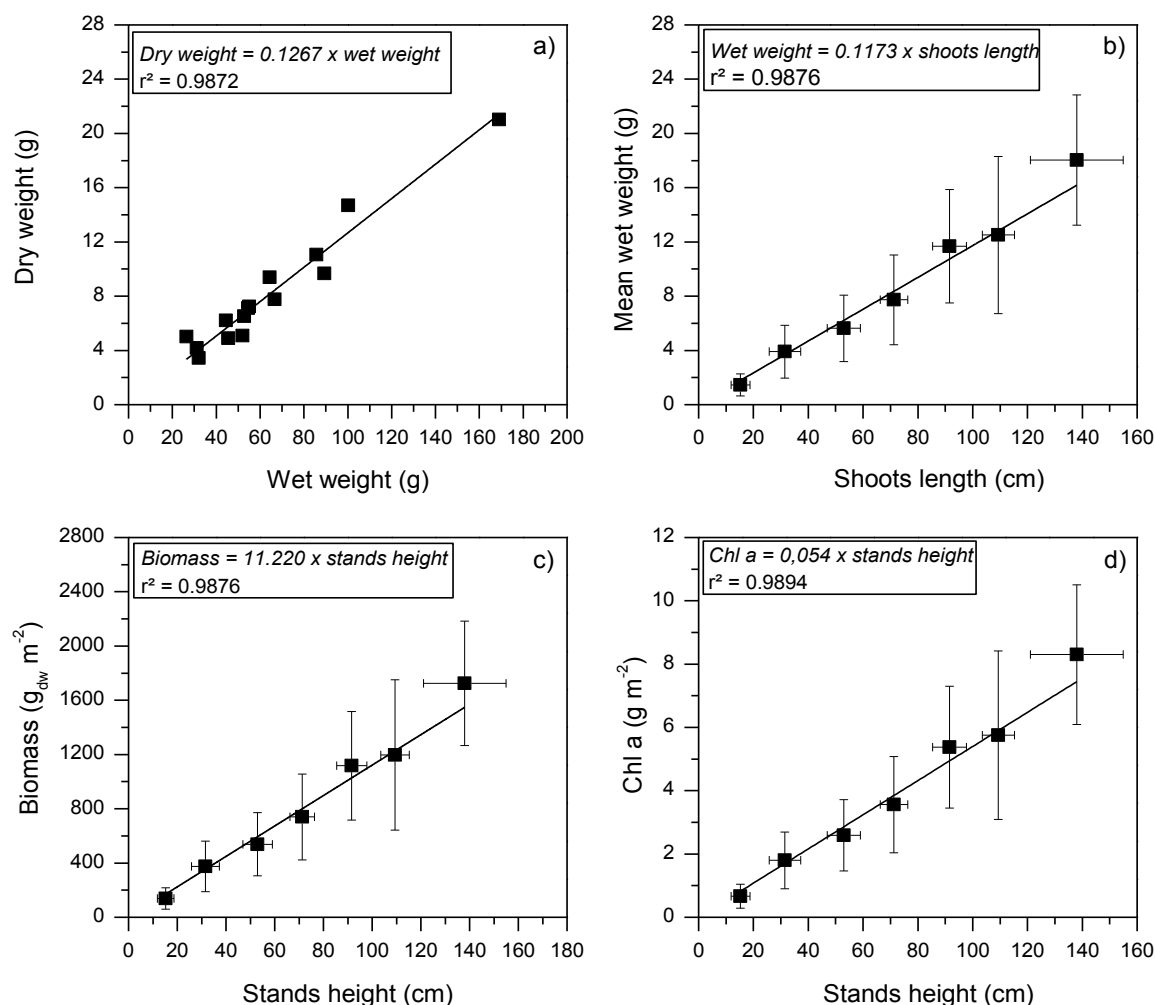 Dry weight = 0.1267 x wet weight
r² = 0.9872
a)
28
24
20
16
12
8
4
0
Dry weight (g)
0 20 40 60 80 100 120 140 160 180 200
Wet weight (g)
Wet weight = 0.1173 x shoots length
r² = 0.9876
b)
28
24
20
16
12
8
4
0
Mean wet weight (g)
0 20 40 60 80 100 120 140 160
Shoots length (cm)
Biomass = 11.220 x stands height
r² = 0.9876
c)
2800
2400
2000
1600
1200
800
400
0
Biomass (g_dw m⁻²)
0 20 40 60 80 100 120 140 160 180
Stands height (cm)
Chl a = 0,054 x stands height
r² = 0.9894
d)
12
10
8
6
4
2
0
Chl a (g m⁻²)
0 20 40 60 80 100 120 140 160
Stands height (cm)